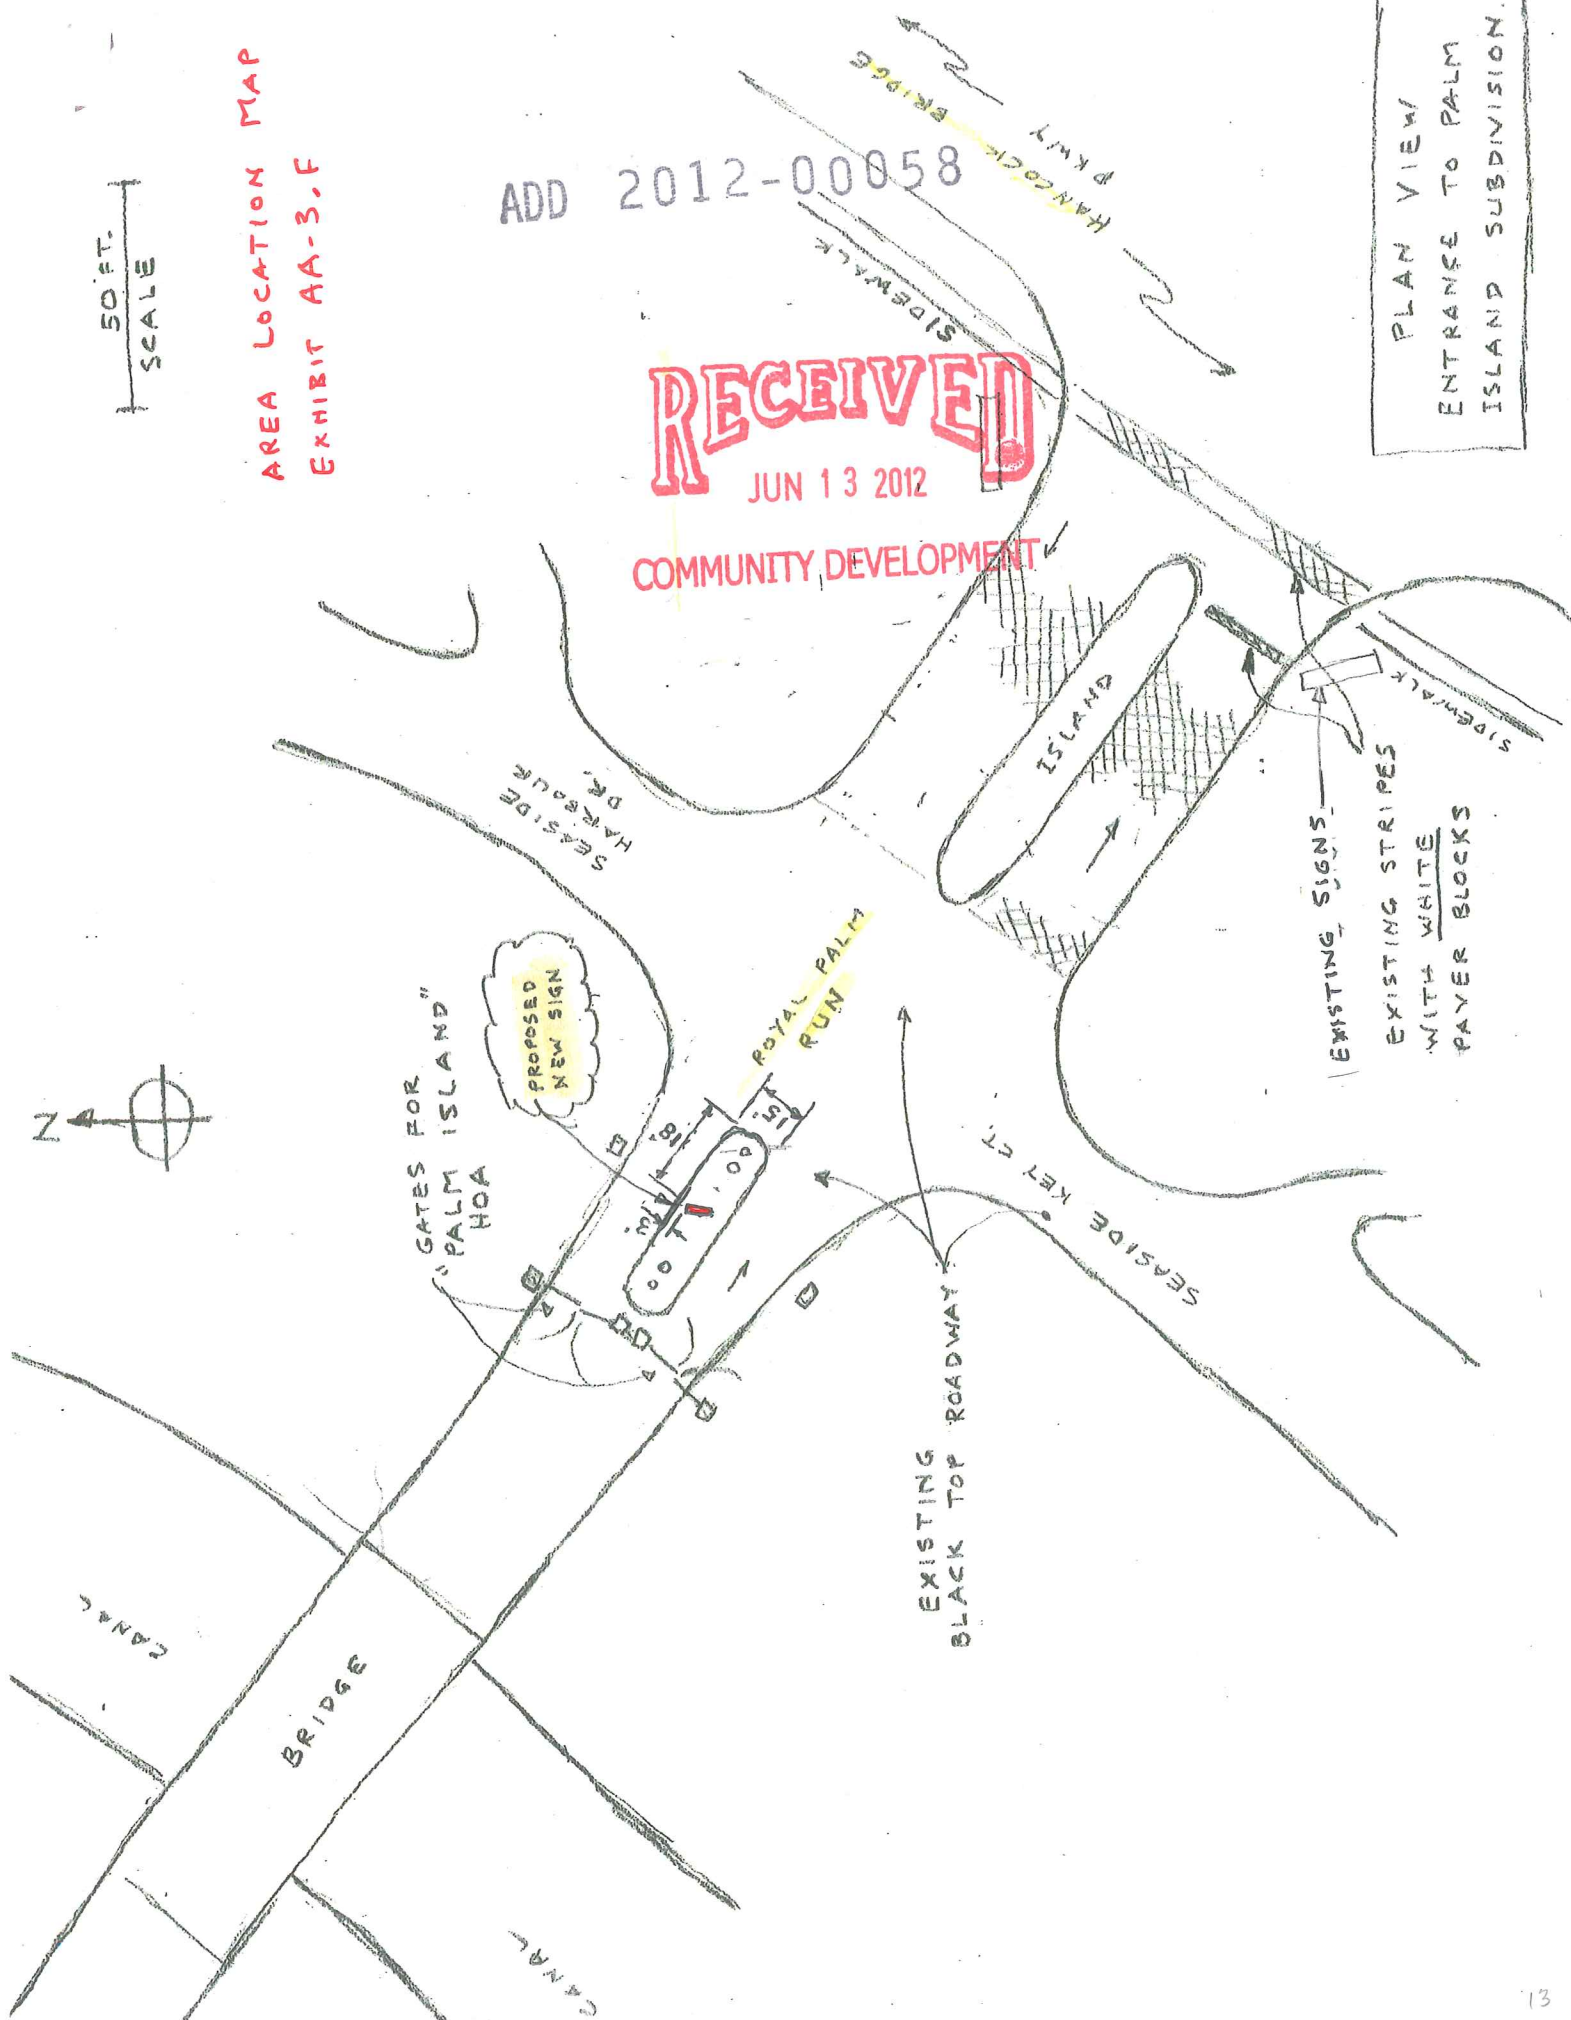 50 FT.
SCALE
AREA LOCATION MAP
EXHIBIT AA-3.F
ADD 2012-00058
RECEIVED
JUN 13 2012
COMMUNITY DEVELOPMENT
HANCOCK BRIDGE
PKWY
SIDEWALK
PLAN VIEW
ENTRANCE TO PALM
ISLAND SUBDIVISION.
ISLAND
SIDEWALK
EXISTING SIGNS
EXISTING STRIPES
WITH WHITE
PAVER BLOCKS
SEASIDE
HARBOUR
DR.
N
PROPOSED
NEW SIGN
"GATES FOR
"PALM ISLAND"
HOA
ROYAL PALM
RUN
18'
15'
SEASIDE KEY CT.
EXISTING
BLACK TOP ROADWAY
CANAL
BRIDGE
CANAL
13